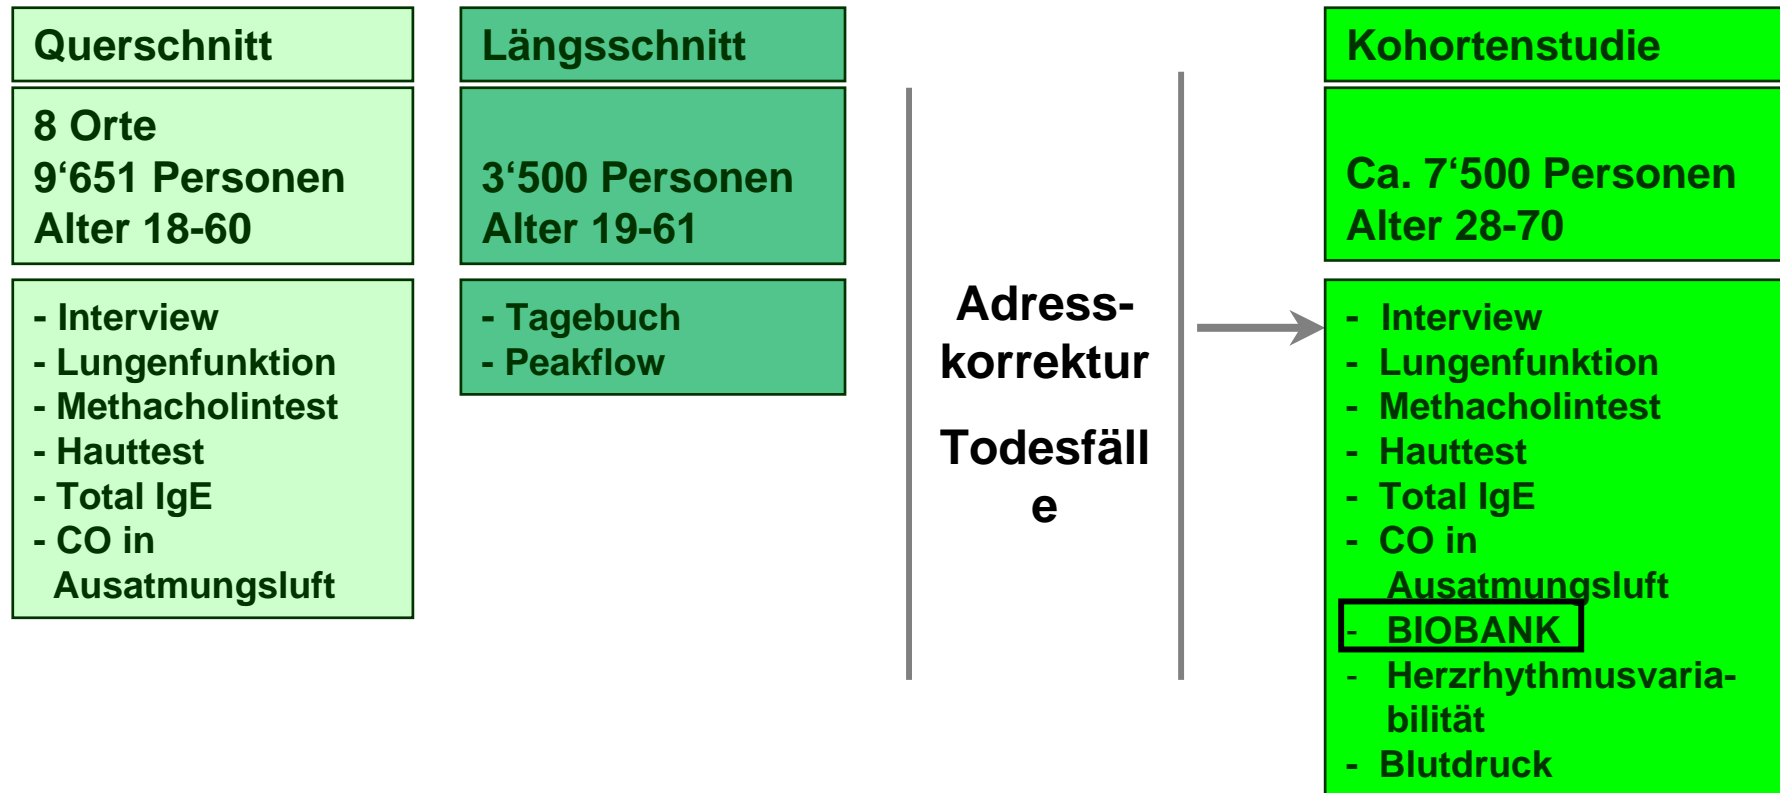 Querschnitt
8 Orte
9‘651 Personen
Alter 18-60
- Interview
- Lungenfunktion
- Methacholintest
- Hauttest
- Total IgE
- CO in
Ausatmungsluft
Längsschnitt
3‘500 Personen
Alter 19-61
- Tagebuch
- Peakflow
Adress-
korrektur
Todesfäll
e
Kohortenstudie
Ca. 7‘500 Personen
Alter 28-70
- Interview
- Lungenfunktion
- Methacholintest
- Hauttest
- Total IgE
- CO in
Ausatmungsluft
- BIOBANK
- Herzrhythmusvaria-
bilität
- Blutdruck